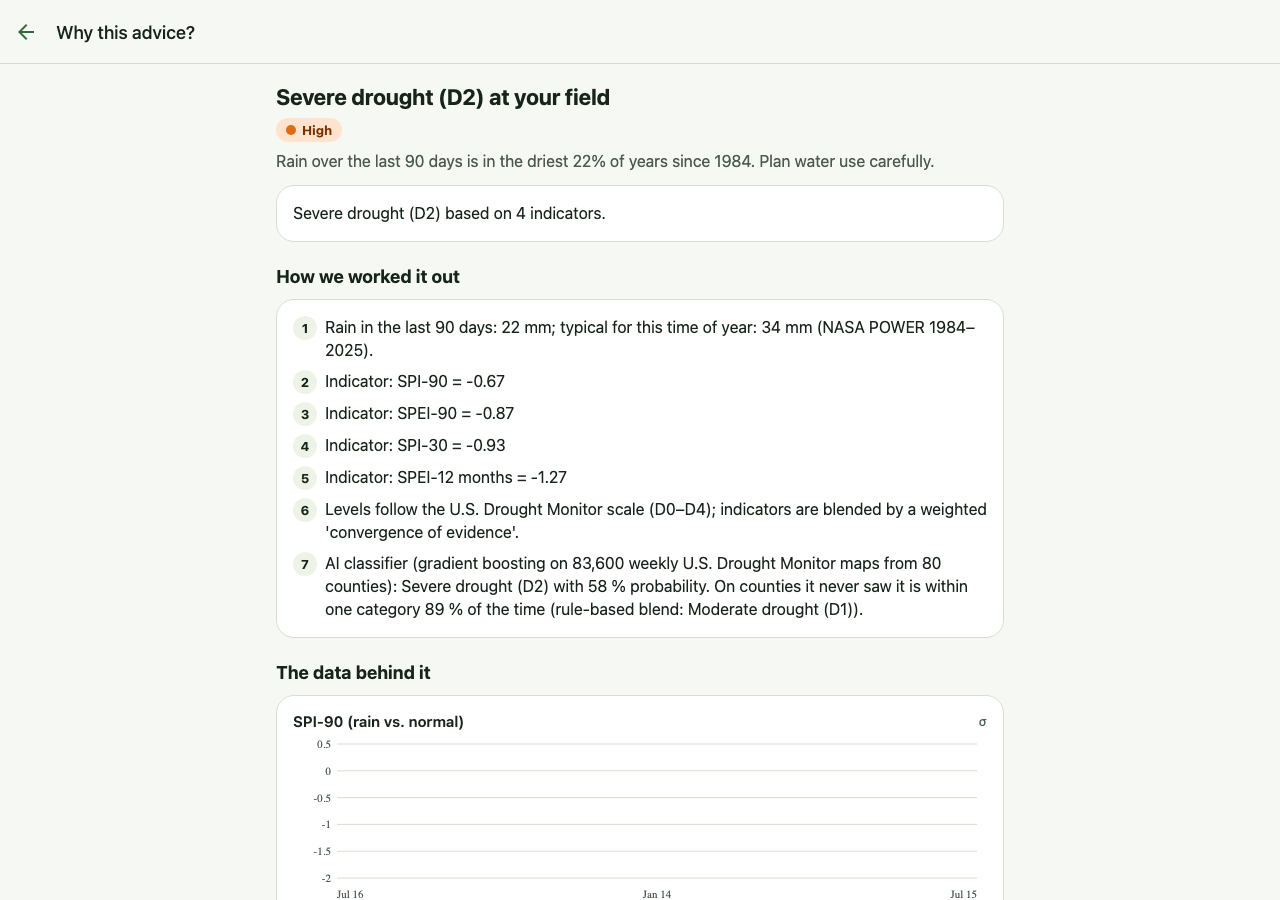 Why this advice?
Severe drought (D2) at your field
High
Rain over the last 90 days is in the driest 22% of years since 1984. Plan water use carefully.
Severe drought (D2) based on 4 indicators.
How we worked it out
1 Rain in the last 90 days: 22 mm; typical for this time of year: 34 mm (NASA POWER 1984–
2025).
2 Indicator: SPI-90 = -0.67
3 Indicator: SPEI-90 = -0.87
4 Indicator: SPI-30 = -0.93
5 Indicator: SPEI-12 months = -1.27
6 Levels follow the U.S. Drought Monitor scale (D0–D4); indicators are blended by a weighted
'convergence of evidence'.
7 AI classifier (gradient boosting on 83,600 weekly U.S. Drought Monitor maps from 80
counties): Severe drought (D2) with 58 % probability. On counties it never saw it is within
one category 89 % of the time (rule-based blend: Moderate drought (D1)).
The data behind it
SPI-90 (rain vs. normal) σ
0.5
0
-0.5
-1
-1.5
-2
Jul 16 Jan 14 Jul 15